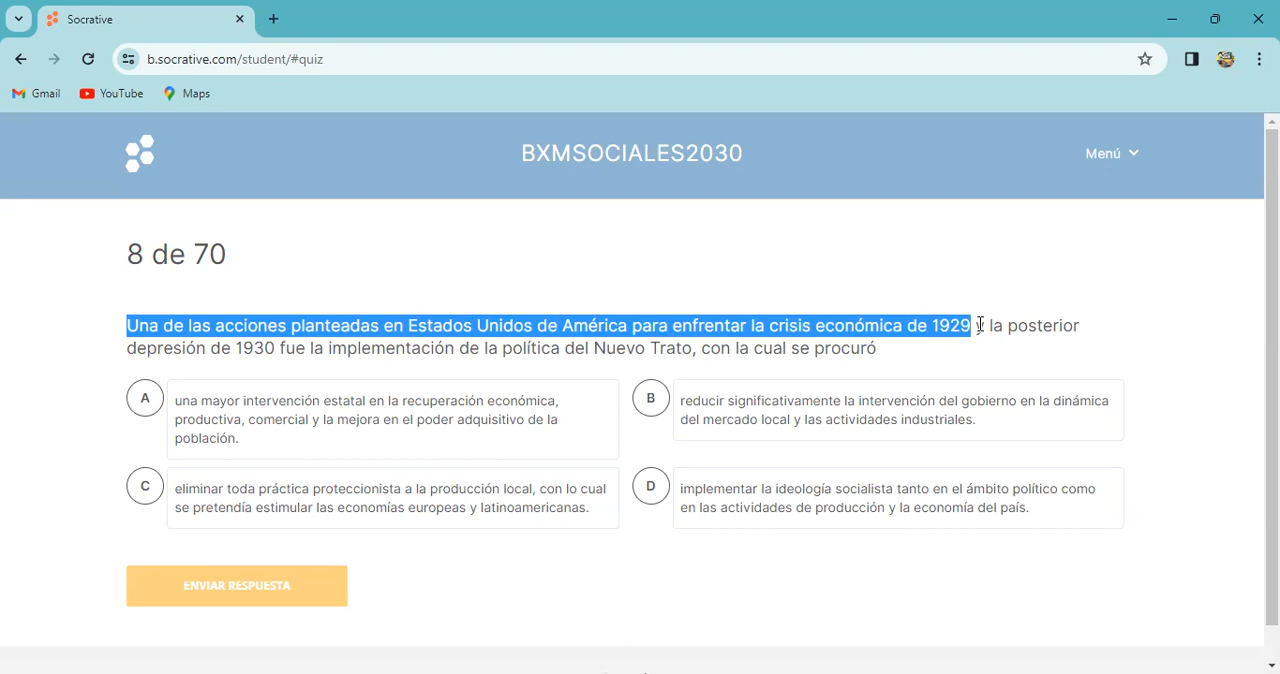 Socrative
b.socrative.com/student/#quiz
Gmail
YouTube
Maps
BXMSOCIALES2030
Menú
8 de 70
Una de las acciones planteadas en Estados Unidos de América para enfrentar la crisis económica de 1929 y la posterior
depresión de 1930 fue la implementación de la política del Nuevo Trato, con la cual se procuró
A
una mayor intervención estatal en la recuperación económica,
productiva, comercial y la mejora en el poder adquisitivo de la
población.
B
reducir significativamente la intervención del gobierno en la dinámica
del mercado local y las actividades industriales.
C
eliminar toda práctica proteccionista a la producción local, con lo cual
se pretendía estimular las economías europeas y latinoamericanas.
D
implementar la ideología socialista tanto en el ámbito político como
en las actividades de producción y la economía del país.
ENVIAR RESPUESTA